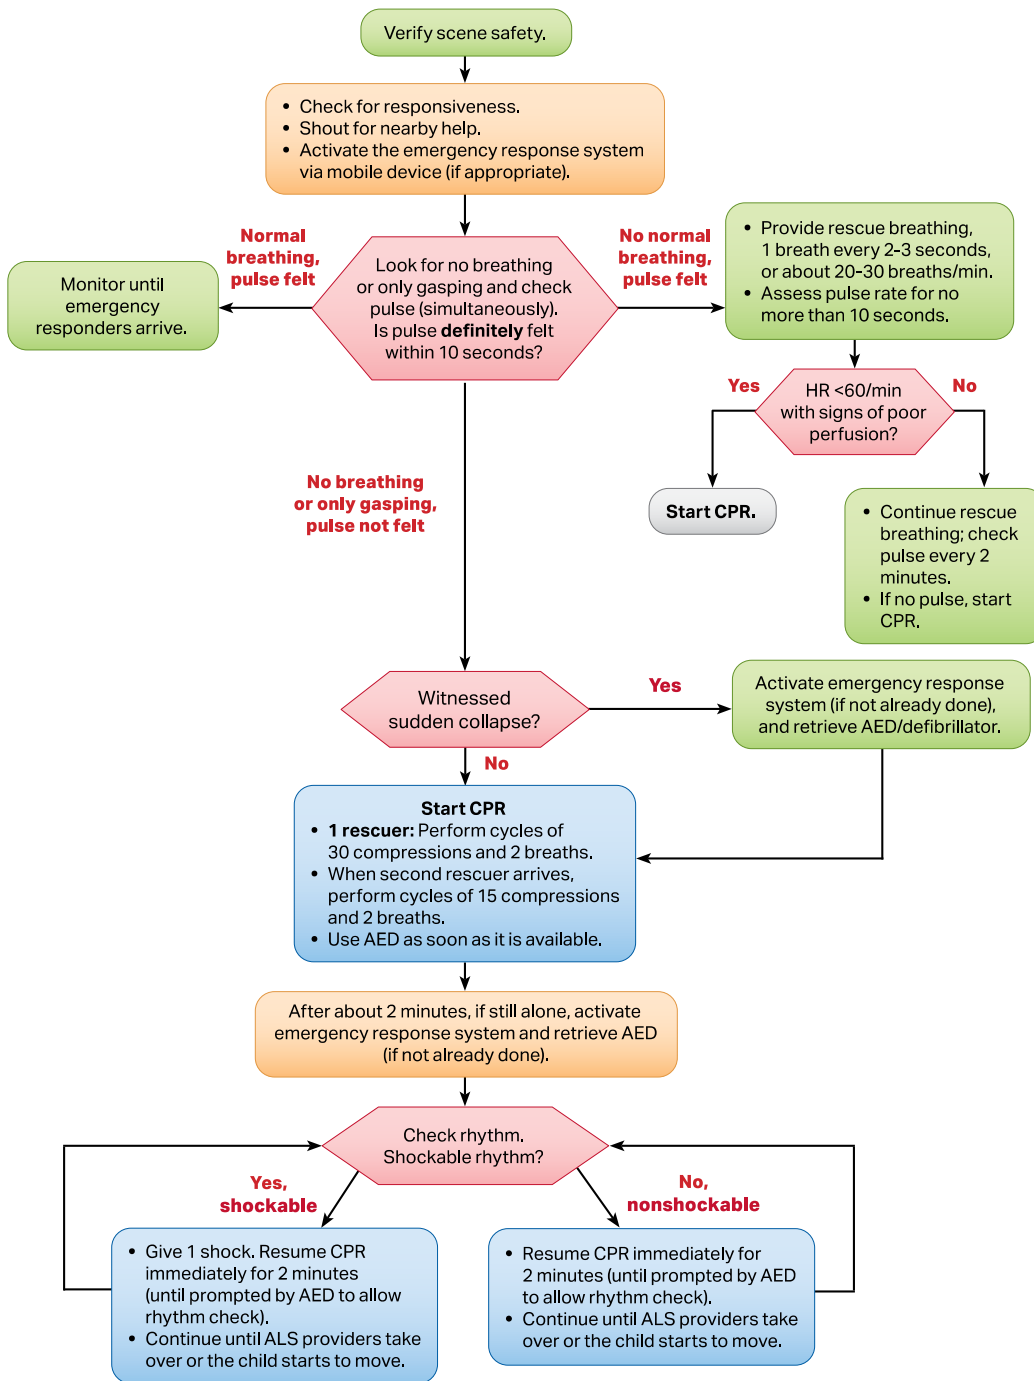 Verify scene safety.
• Check for responsiveness.
• Shout for nearby help.
• Activate the emergency response system
via mobile device (if appropriate).
Normal
breathing,
pulse felt
No normal
breathing,
pulse felt
Look for no breathing
or only gasping and check
pulse (simultaneously).
Is pulse definitely felt
within 10 seconds?
Monitor until
emergency
responders arrive.
• Provide rescue breathing,
1 breath every 2-3 seconds,
or about 20-30 breaths/min.
• Assess pulse rate for no
more than 10 seconds.
Yes
HR <60/min
with signs of poor
perfusion?
No
Start CPR.
• Continue rescue
breathing; check
pulse every 2
minutes.
• If no pulse, start
CPR.
No breathing
or only gasping,
pulse not felt
Witnessed
sudden collapse?
Yes
Activate emergency response
system (if not already done),
and retrieve AED/defibrillator.
No
Start CPR
• 1 rescuer: Perform cycles of
30 compressions and 2 breaths.
• When second rescuer arrives,
perform cycles of 15 compressions
and 2 breaths.
• Use AED as soon as it is available.
After about 2 minutes, if still alone, activate
emergency response system and retrieve AED
(if not already done).
Check rhythm.
Shockable rhythm?
Yes,
shockable
No,
nonshockable
• Give 1 shock. Resume CPR
immediately for 2 minutes
(until prompted by AED to allow
rhythm check).
• Continue until ALS providers take
over or the child starts to move.
• Resume CPR immediately for
2 minutes (until prompted by AED
to allow rhythm check).
• Continue until ALS providers take
over or the child starts to move.